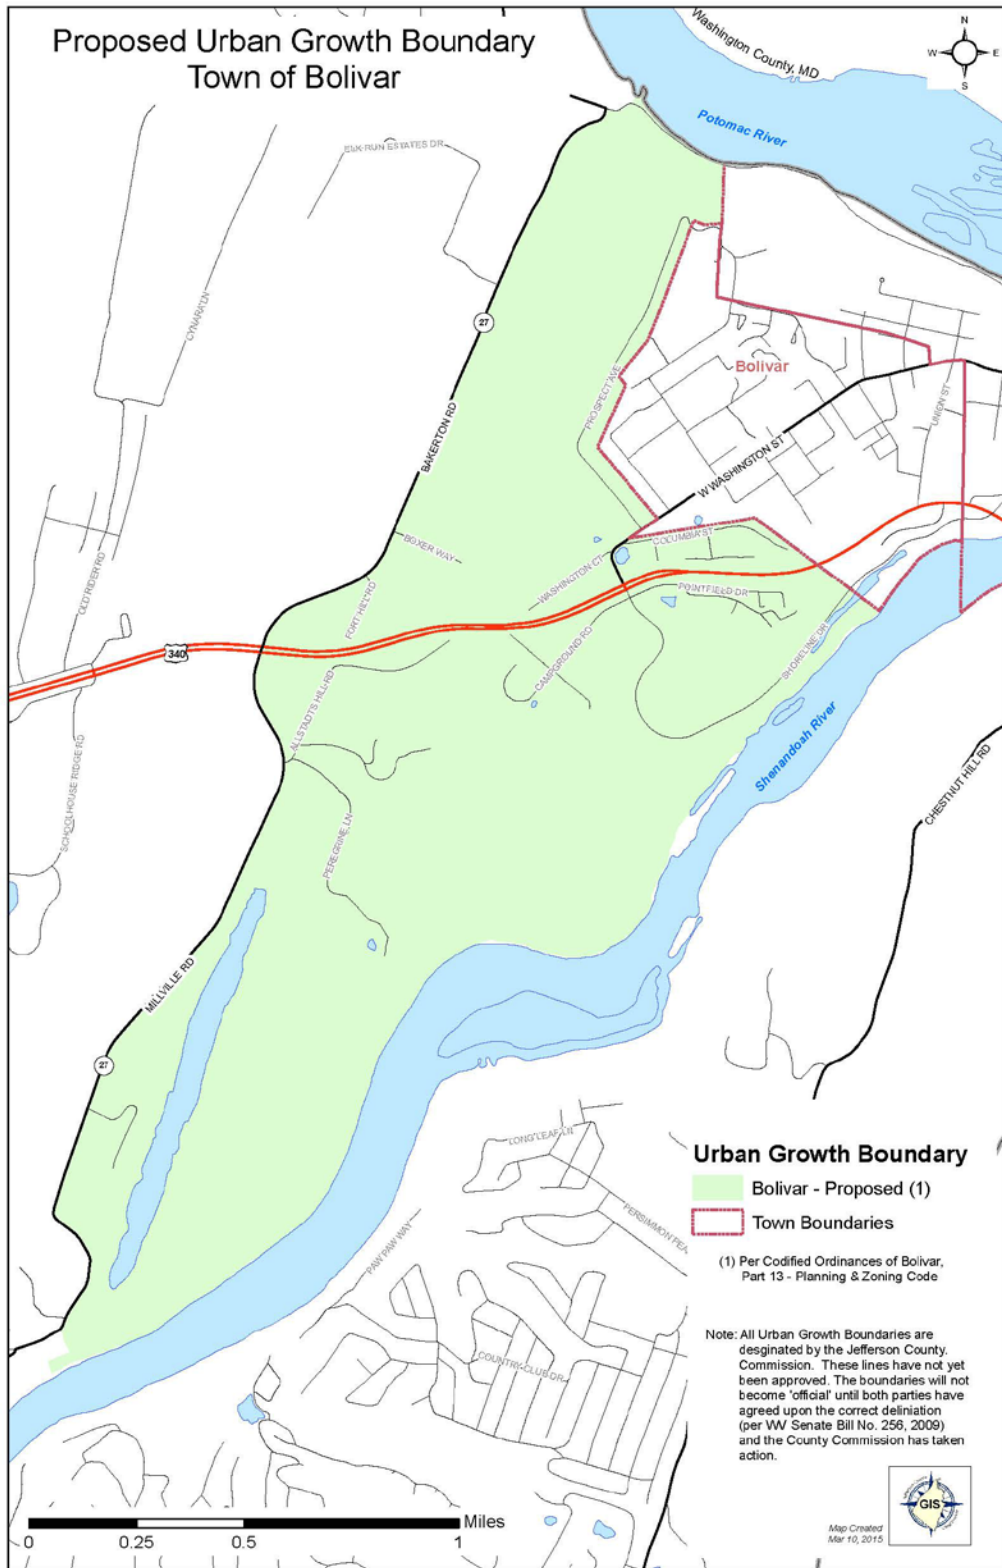 Proposed Urban Growth Boundary
Town of Bolivar
Washington County, MD
N
W
E
S
Potomac River
ELK RUN ESTATES DR
CYNARA LN
27
BAKERTON RD
PROSPECT AVE
Bolivar
UNION ST
W WASHINGTON ST
BOXER WAY
COLUMBIA ST
WASHINGTON CT
OLD RIDER RD
FORT HILL RD
POINTFIELD DR
340
CAMPGROUND RD
SHORELINE DR
ALLSTADTS HILL RD
Shenandoah River
SCHOOLHOUSE RIDGE RD
CHESTNUT HILL RD
PEREGRINE LN
MILLVILLE RD
27
LONG LEAF LN
PERSIMMON PEA
PAW PAW WAY
COUNTRY CLUB DR
Urban Growth Boundary
Bolivar - Proposed (1)
Town Boundaries
(1) Per Codified Ordinances of Bolivar,
Part 13 - Planning & Zoning Code
Note: All Urban Growth Boundaries are
desginated by the Jefferson County
Commission. These lines have not yet
been approved. The boundaries will not
become 'official' until both parties have
agreed upon the correct deliniation
(per WV Senate Bill No. 256, 2009)
and the County Commission has taken
action.
GIS
Map Created
Mar 10, 2015
Miles
0 0.25 0.5 1